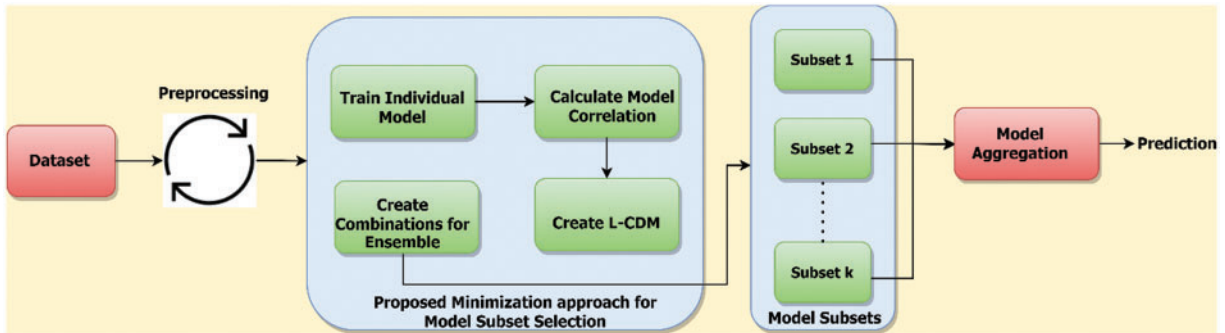 Dataset
Preprocessing
Train Individual
Model
Calculate Model
Correlation
Create
Combinations for
Ensemble
Create L-CDM
Proposed Minimization approach for
Model Subset Selection
Subset 1
Subset 2
Subset k
Model Subsets
Model
Aggregation
Prediction